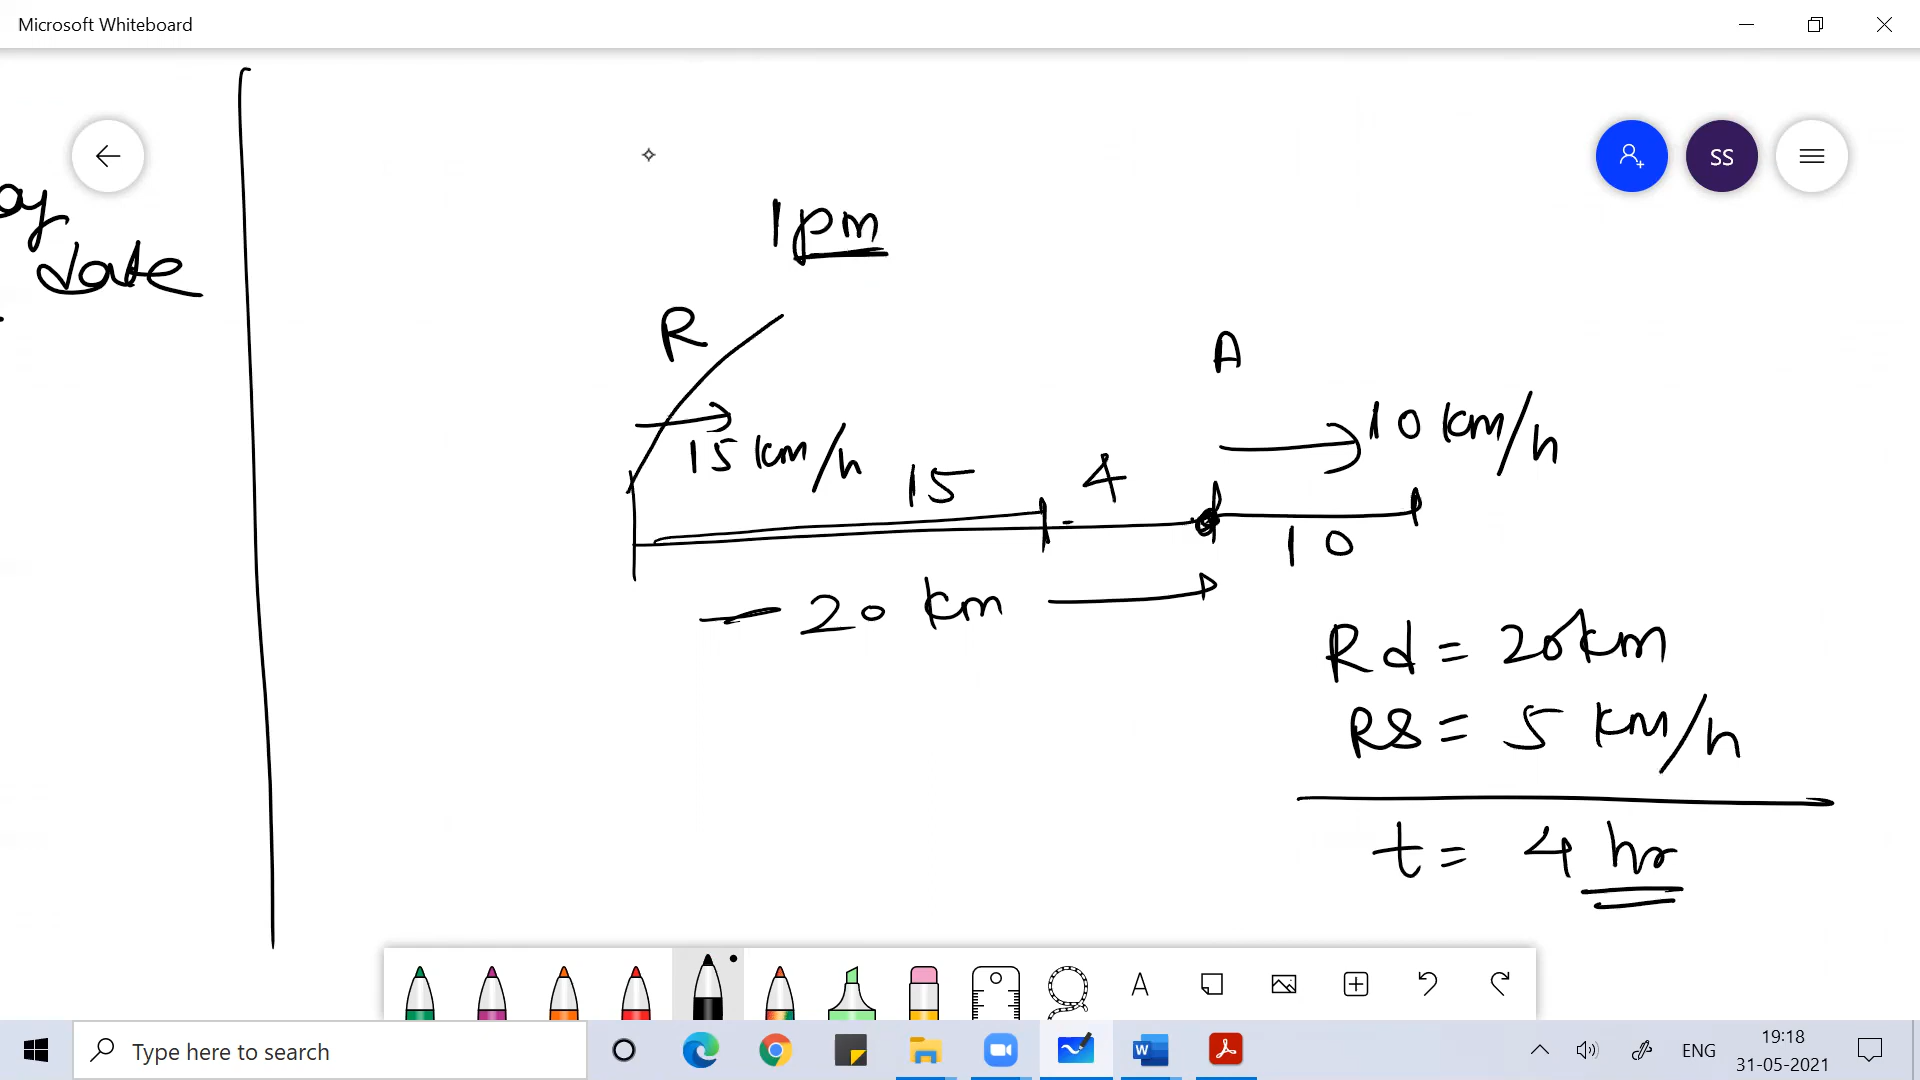 Microsoft Whiteboard
SS
date
1pm
R
A
15 km/h
10 km/h
15
4
10
20 km
Rd = 20km
RS = 5 km/h
t = 4 hr
A
Type here to search
ENG
19:18
31-05-2021